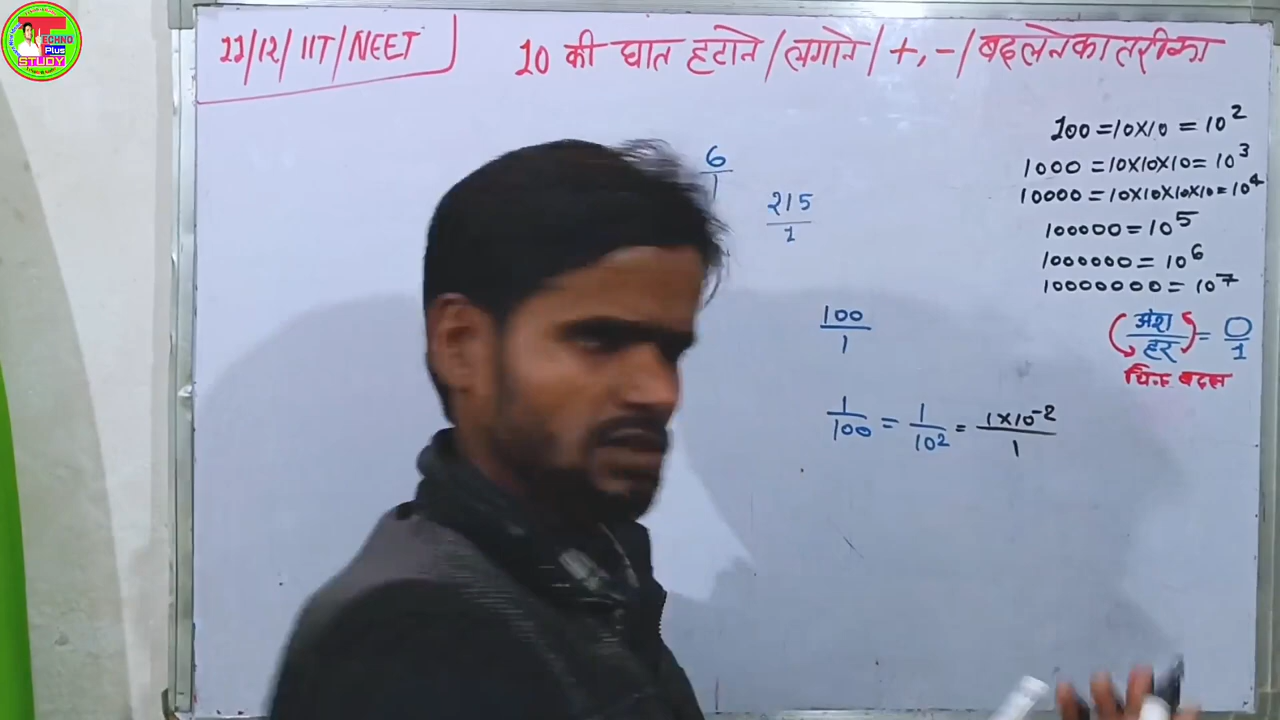 TECHNO
Plus
STUDY
11/12/IIT/NEET
10 की घात हटाने/लगाने/+,-/बदलने का तरीका
100 = 10×10 = 10²
1000 = 10×10×10 = 10³
10000 = 10×10×10×10 = 10⁴
100000 = 10⁵
1000000 = 10⁶
10000000 = 10⁷
6/1
215/1
100/1
अंश/हर = 0/1
चिन्ह बदल
1/100 = 1/10² = 1×10⁻²/1